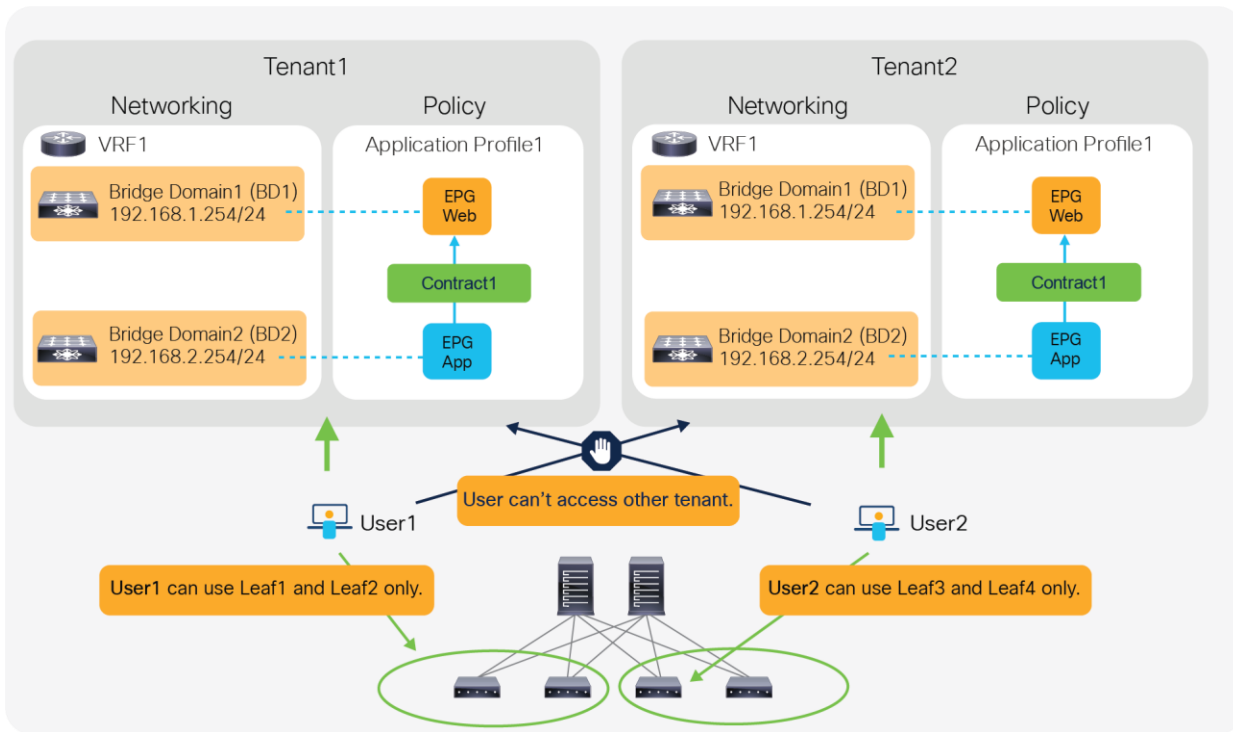 Tenant1
Networking
Policy
VRF1
Application Profile1
Bridge Domain1 (BD1)
192.168.1.254/24
EPG
Web
Contract1
Bridge Domain2 (BD2)
192.168.2.254/24
EPG
App
Tenant2
Networking
Policy
VRF1
Application Profile1
Bridge Domain1 (BD1)
192.168.1.254/24
EPG
Web
Contract1
Bridge Domain2 (BD2)
192.168.2.254/24
EPG
App
User can't access other tenant.
User1
User2
User1 can use Leaf1 and Leaf2 only.
User2 can use Leaf3 and Leaf4 only.